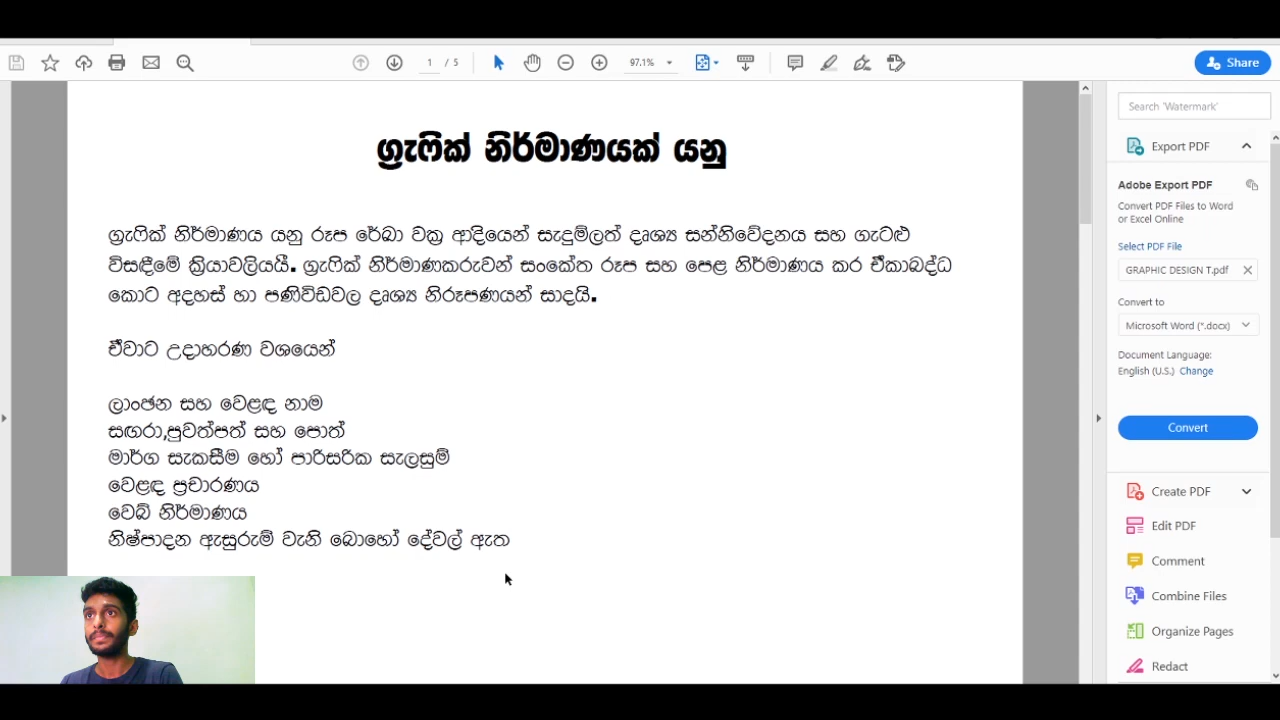 1 / 5
97.1%
Share
ග්‍රැෆික් නිර්මාණයක් යනු
ග්‍රැෆික් නිර්මාණය යනු රූප රේඛා වක්‍ර ආදියෙන් සැදුම්ලත් දෘශ්‍ය සන්නිවේදනය සහ ගැටළු
විසඳීමේ ක්‍රියාවලියයී. ග්‍රැෆික් නිර්මාණකරුවන් සංකේත රූප සහ පෙළ නිර්මාණය කර ඒකාබද්ධ
කොට අදහස් හා පණිවිඩවල දෘශ්‍ය නිරූපණයන් සාදයි.
ඒවාට උදාහරණ වශයෙන්
ලාංඡන සහ වෙළඳ නාම
සඟරා,පුවත්පත් සහ පොත්
මාර්ග සැකසීම හෝ පාරිසරික සැලසුම්
වෙළඳ ප්‍රචාරණය
වෙබ් නිර්මාණය
නිෂ්පාදන ඇසුරුම් වැනි බොහෝ දේවල් ඇත
Search 'Watermark'
Export PDF
Adobe Export PDF
Convert PDF Files to Word
or Excel Online
Select PDF File
GRAPHIC DESIGN T.pdf
Convert to
Microsoft Word (*.docx)
Document Language:
English (U.S.) Change
Convert
Create PDF
Edit PDF
Comment
Combine Files
Organize Pages
Redact